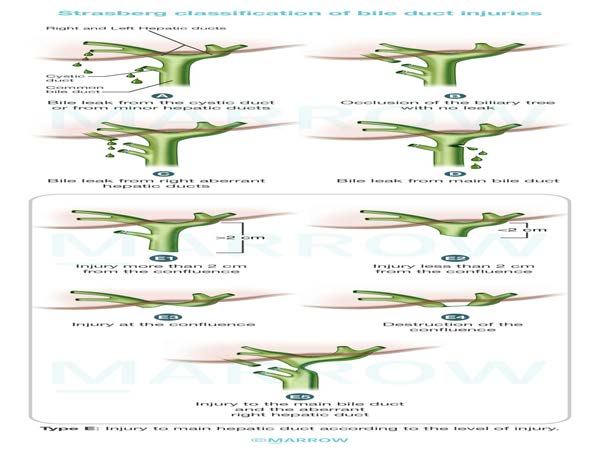 Strasberg classification of bile duct injuries
Right and Left Hepatic ducts
Cystic
duct
Common
bile duct
A
Bile leak from the cystic duct
or from minor hepatic ducts
B
Occlusion of the biliary tree
with no leak
C
Bile leak from right aberrant
hepatic ducts
D
Bile leak from main bile duct
>2 cm
E1
Injury more than 2 cm
from the confluence
<2 cm
E2
Injury less than 2 cm
from the confluence
E3
Injury at the confluence
E4
Destruction of the
confluence
E5
Injury to the main bile duct
and the aberrant
right hepatic duct
Type E: Injury to main hepatic duct according to the level of injury.
©MARROW
MARROW
MARROW
MARROW